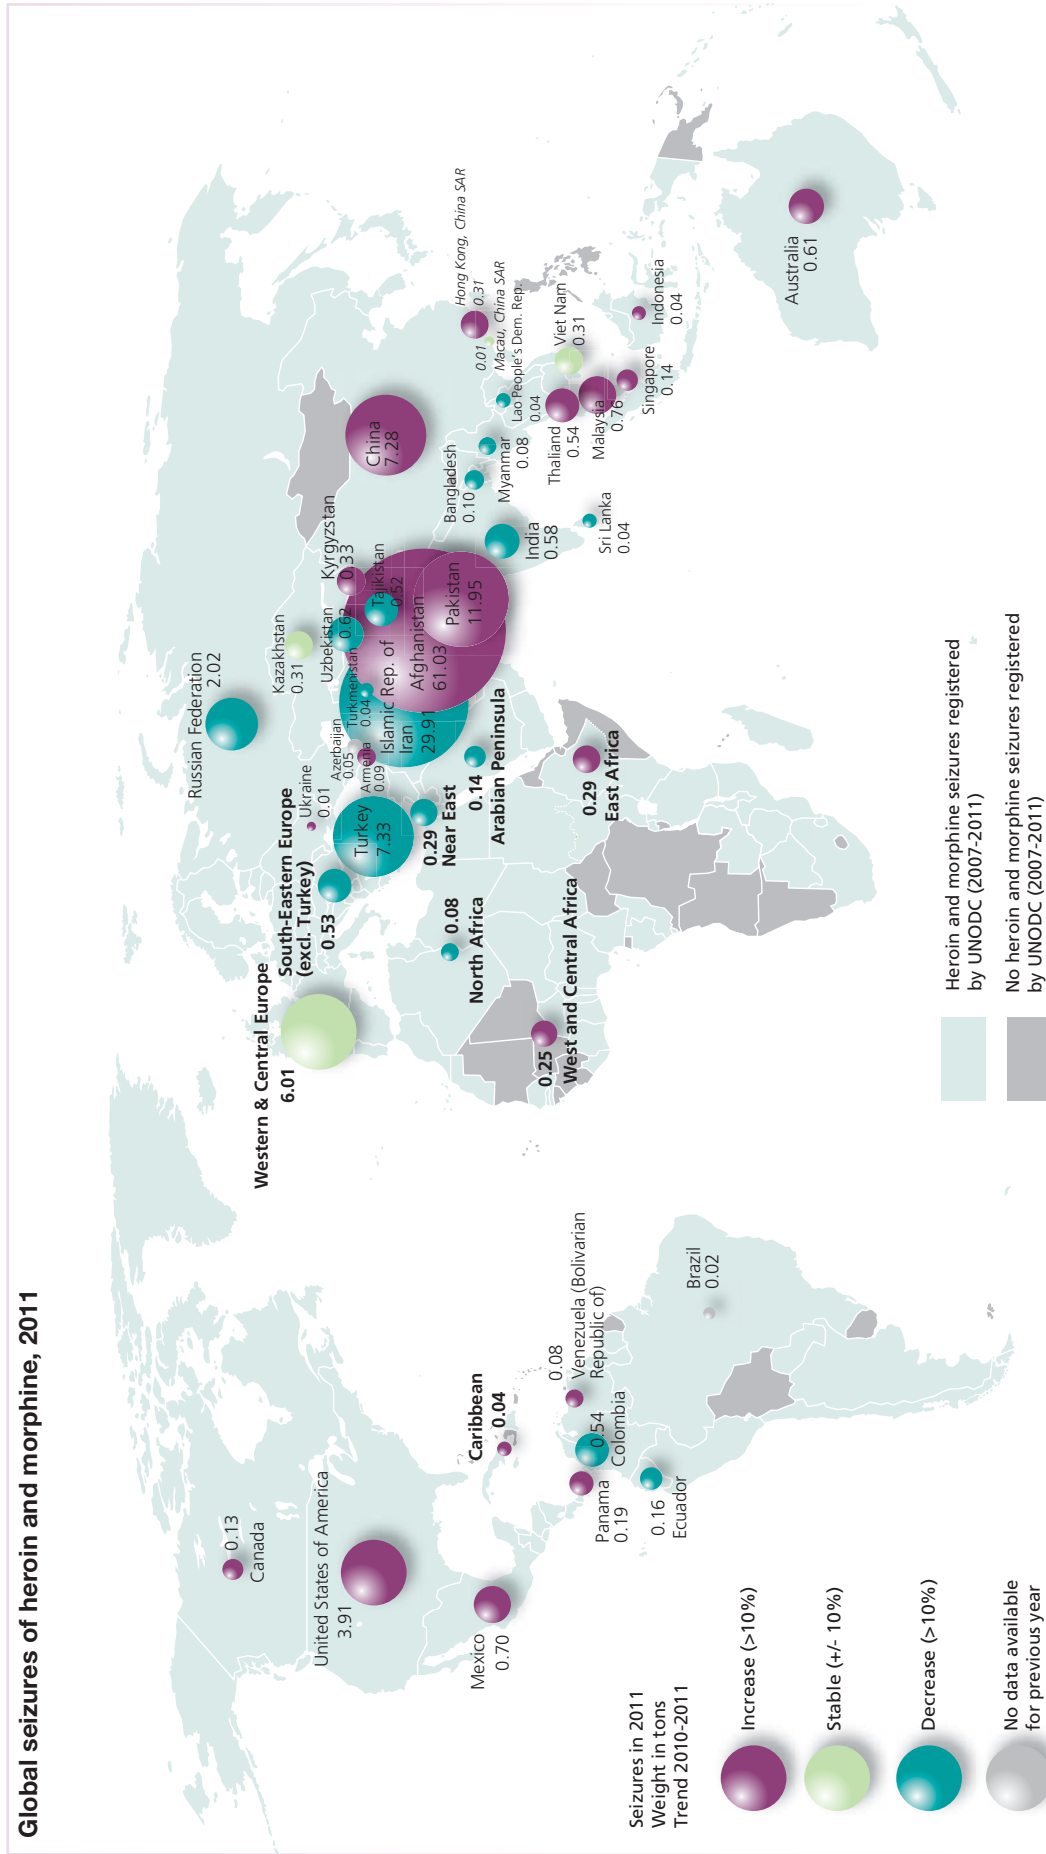 Global seizures of heroin and morphine, 2011
0.13
Canada
United States of America
3.91
Mexico
0.70
Caribbean
0.04
0.08
Venezuela (Bolivarian
Republic of)
0.54
Colombia
Panama
0.19
0.16
Ecuador
Brazil
0.02
Western & Central Europe
6.01
South-Eastern Europe
(excl. Turkey)
0.53
Ukraine
0.01
Russian Federation
2.02
Turkey
7.33
Azerbaijan
0.05
Armenia
0.09
0.29
Near East
0.14
Arabian Peninsula
0.08
North Africa
0.25
West and Central Africa
0.29
East Africa
Kazakhstan
0.31
Uzbekistan
0.62
Turkmenistan
0.04
Kyrgyzstan
0.33
Tajikistan
0.52
Islamic Rep. of
Iran
29.91
Afghanistan
61.03
Pakistan
11.95
China
7.28
India
0.58
Sri Lanka
0.04
Bangladesh
0.10
Myanmar
0.08
Hong Kong, China SAR
0.31
0.01
Macau, China SAR
Lao People's Dem. Rep.
0.04
Viet Nam
0.31
Thaliand
0.54
Malaysia
0.76
Singapore
0.14
Indonesia
0.04
Australia
0.61
Seizures in 2011
Weight in tons
Trend 2010-2011
Increase (>10%)
Stable (+/- 10%)
Decrease (>10%)
No data available
for previous year
Heroin and morphine seizures registered
by UNODC (2007-2011)
No heroin and morphine seizures registered
by UNODC (2007-2011)